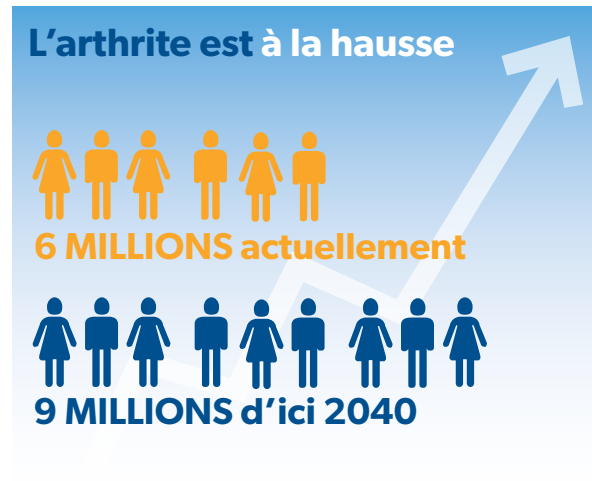 L’arthrite est à la hausse
6 MILLIONS actuellement
9 MILLIONS d’ici 2040